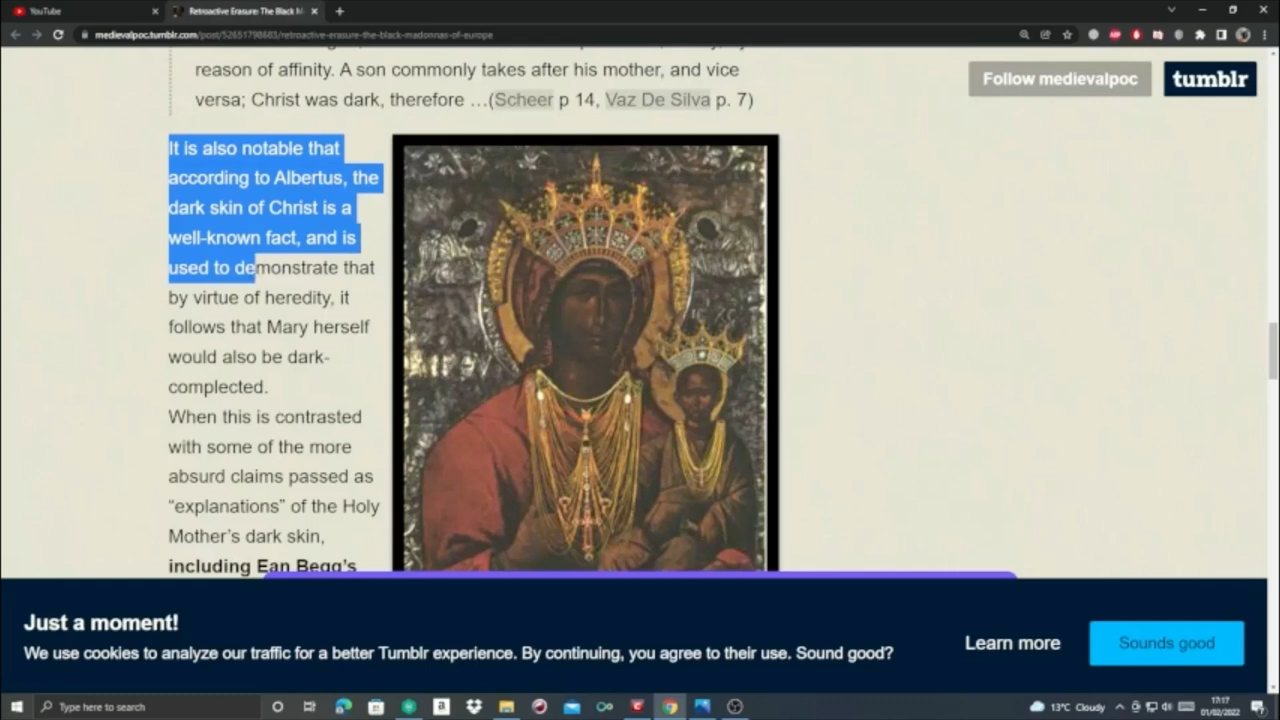 YouTube
Retroactive Erasure: The Black M
medievalpoc.tumblr.com/post/52651798683/retroactive-erasure-the-black-madonnas-of-europe
reason of affinity. A son commonly takes after his mother, and vice
versa; Christ was dark, therefore …(Scheer p 14, Vaz De Silva p. 7)
Follow medievalpoc
tumblr
It is also notable that
according to Albertus, the
dark skin of Christ is a
well-known fact, and is
used to demonstrate that
by virtue of heredity, it
follows that Mary herself
would also be dark-
complected.
When this is contrasted
with some of the more
absurd claims passed as
“explanations” of the Holy
Mother’s dark skin,
including Ean Begg’s
Just a moment!
We use cookies to analyze our traffic for a better Tumblr experience. By continuing, you agree to their use. Sound good?
Learn more
Sounds good
Type here to search
13°C Cloudy
17:17
01/02/2022